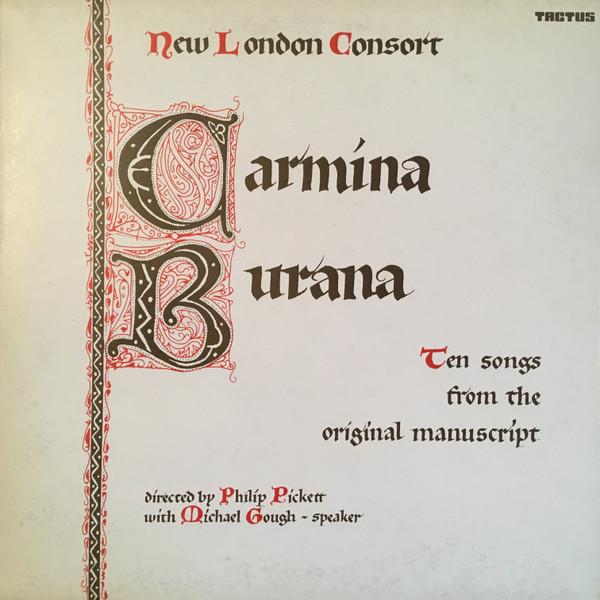 TACTUS
New London Consort
Carmina
Burana
Ten songs
from the
original manuscript
directed by Philip Pickett
with Michael Gough - speaker